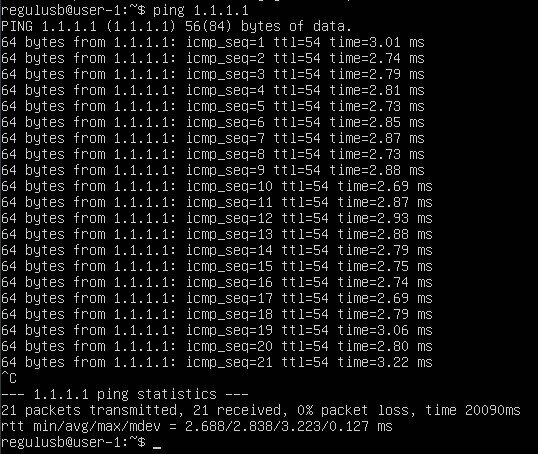 regulusb@user-1:~$ ping 1.1.1.1
PING 1.1.1.1 (1.1.1.1) 56(84) bytes of data.
64 bytes from 1.1.1.1: icmp_seq=1 ttl=54 time=3.01 ms
64 bytes from 1.1.1.1: icmp_seq=2 ttl=54 time=2.74 ms
64 bytes from 1.1.1.1: icmp_seq=3 ttl=54 time=2.79 ms
64 bytes from 1.1.1.1: icmp_seq=4 ttl=54 time=2.81 ms
64 bytes from 1.1.1.1: icmp_seq=5 ttl=54 time=2.73 ms
64 bytes from 1.1.1.1: icmp_seq=6 ttl=54 time=2.85 ms
64 bytes from 1.1.1.1: icmp_seq=7 ttl=54 time=2.87 ms
64 bytes from 1.1.1.1: icmp_seq=8 ttl=54 time=2.73 ms
64 bytes from 1.1.1.1: icmp_seq=9 ttl=54 time=2.88 ms
64 bytes from 1.1.1.1: icmp_seq=10 ttl=54 time=2.69 ms
64 bytes from 1.1.1.1: icmp_seq=11 ttl=54 time=2.87 ms
64 bytes from 1.1.1.1: icmp_seq=12 ttl=54 time=2.93 ms
64 bytes from 1.1.1.1: icmp_seq=13 ttl=54 time=2.88 ms
64 bytes from 1.1.1.1: icmp_seq=14 ttl=54 time=2.79 ms
64 bytes from 1.1.1.1: icmp_seq=15 ttl=54 time=2.75 ms
64 bytes from 1.1.1.1: icmp_seq=16 ttl=54 time=2.74 ms
64 bytes from 1.1.1.1: icmp_seq=17 ttl=54 time=2.69 ms
64 bytes from 1.1.1.1: icmp_seq=18 ttl=54 time=2.79 ms
64 bytes from 1.1.1.1: icmp_seq=19 ttl=54 time=3.06 ms
64 bytes from 1.1.1.1: icmp_seq=20 ttl=54 time=2.80 ms
64 bytes from 1.1.1.1: icmp_seq=21 ttl=54 time=3.22 ms
^C
--- 1.1.1.1 ping statistics ---
21 packets transmitted, 21 received, 0% packet loss, time 20090ms
rtt min/avg/max/mdev = 2.688/2.838/3.223/0.127 ms
regulusb@user-1:~$ _